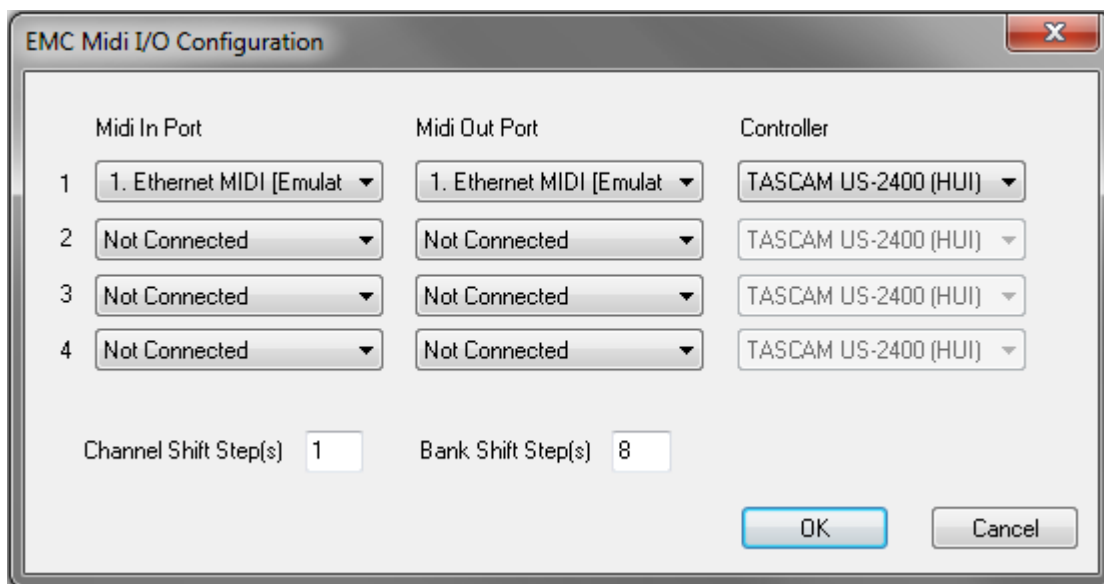 EMC Midi I/O Configuration
Midi In Port Midi Out Port Controller
1 1. Ethernet MIDI [Emulat 1. Ethernet MIDI [Emulat TASCAM US-2400 (HUI)
2 Not Connected Not Connected TASCAM US-2400 (HUI)
3 Not Connected Not Connected TASCAM US-2400 (HUI)
4 Not Connected Not Connected TASCAM US-2400 (HUI)
Channel Shift Step(s) 1 Bank Shift Step(s) 8
OK Cancel